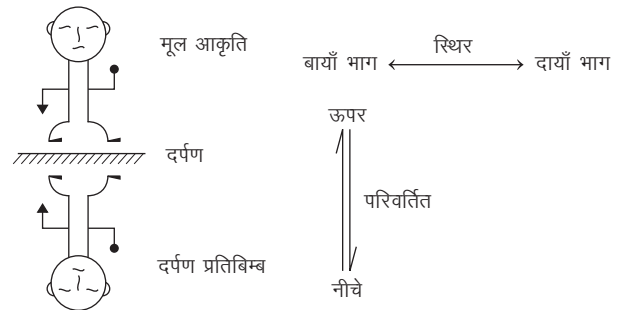 मूल आकृति
दर्पण
दर्पण प्रतिबिम्ब
बायाँ भाग स्थिर दायाँ भाग
ऊपर
परिवर्तित
नीचे